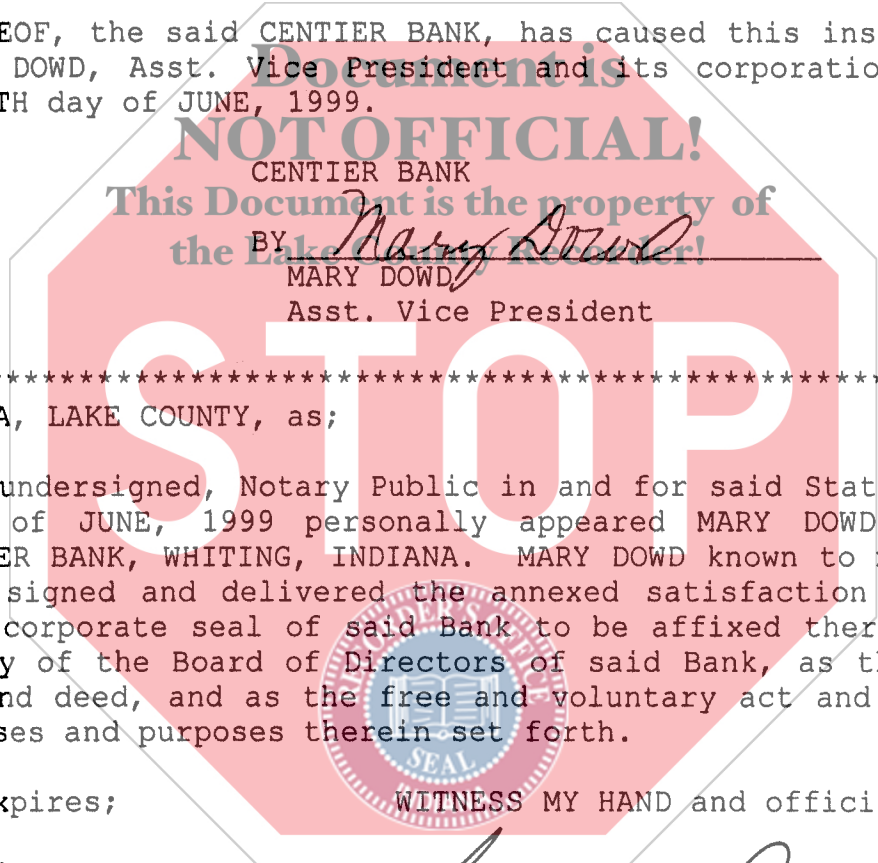 EOF, the said CENTIER BANK, has caused this ins
DOWD, Asst. Vice President and its corporatio
TH day of JUNE, 1999.
Document is
NOT OFFICIAL!
This Document is the property of
the Lake County Recorder!
CENTIER BANK
BY Mary Dowd
MARY DOWD
Asst. Vice President
STOP
A, LAKE COUNTY, as;
undersigned, Notary Public in and for said Stat
of JUNE, 1999 personally appeared MARY DOWD
ER BANK, WHITING, INDIANA. MARY DOWD known to
signed and delivered the annexed satisfaction
corporate seal of said Bank to be affixed ther
y of the Board of Directors of said Bank, as t
nd deed, and as the free and voluntary act and
ses and purposes therein set forth.
RECORDER'S OFFICE
SEAL
xpires; WITNESS MY HAND and offici